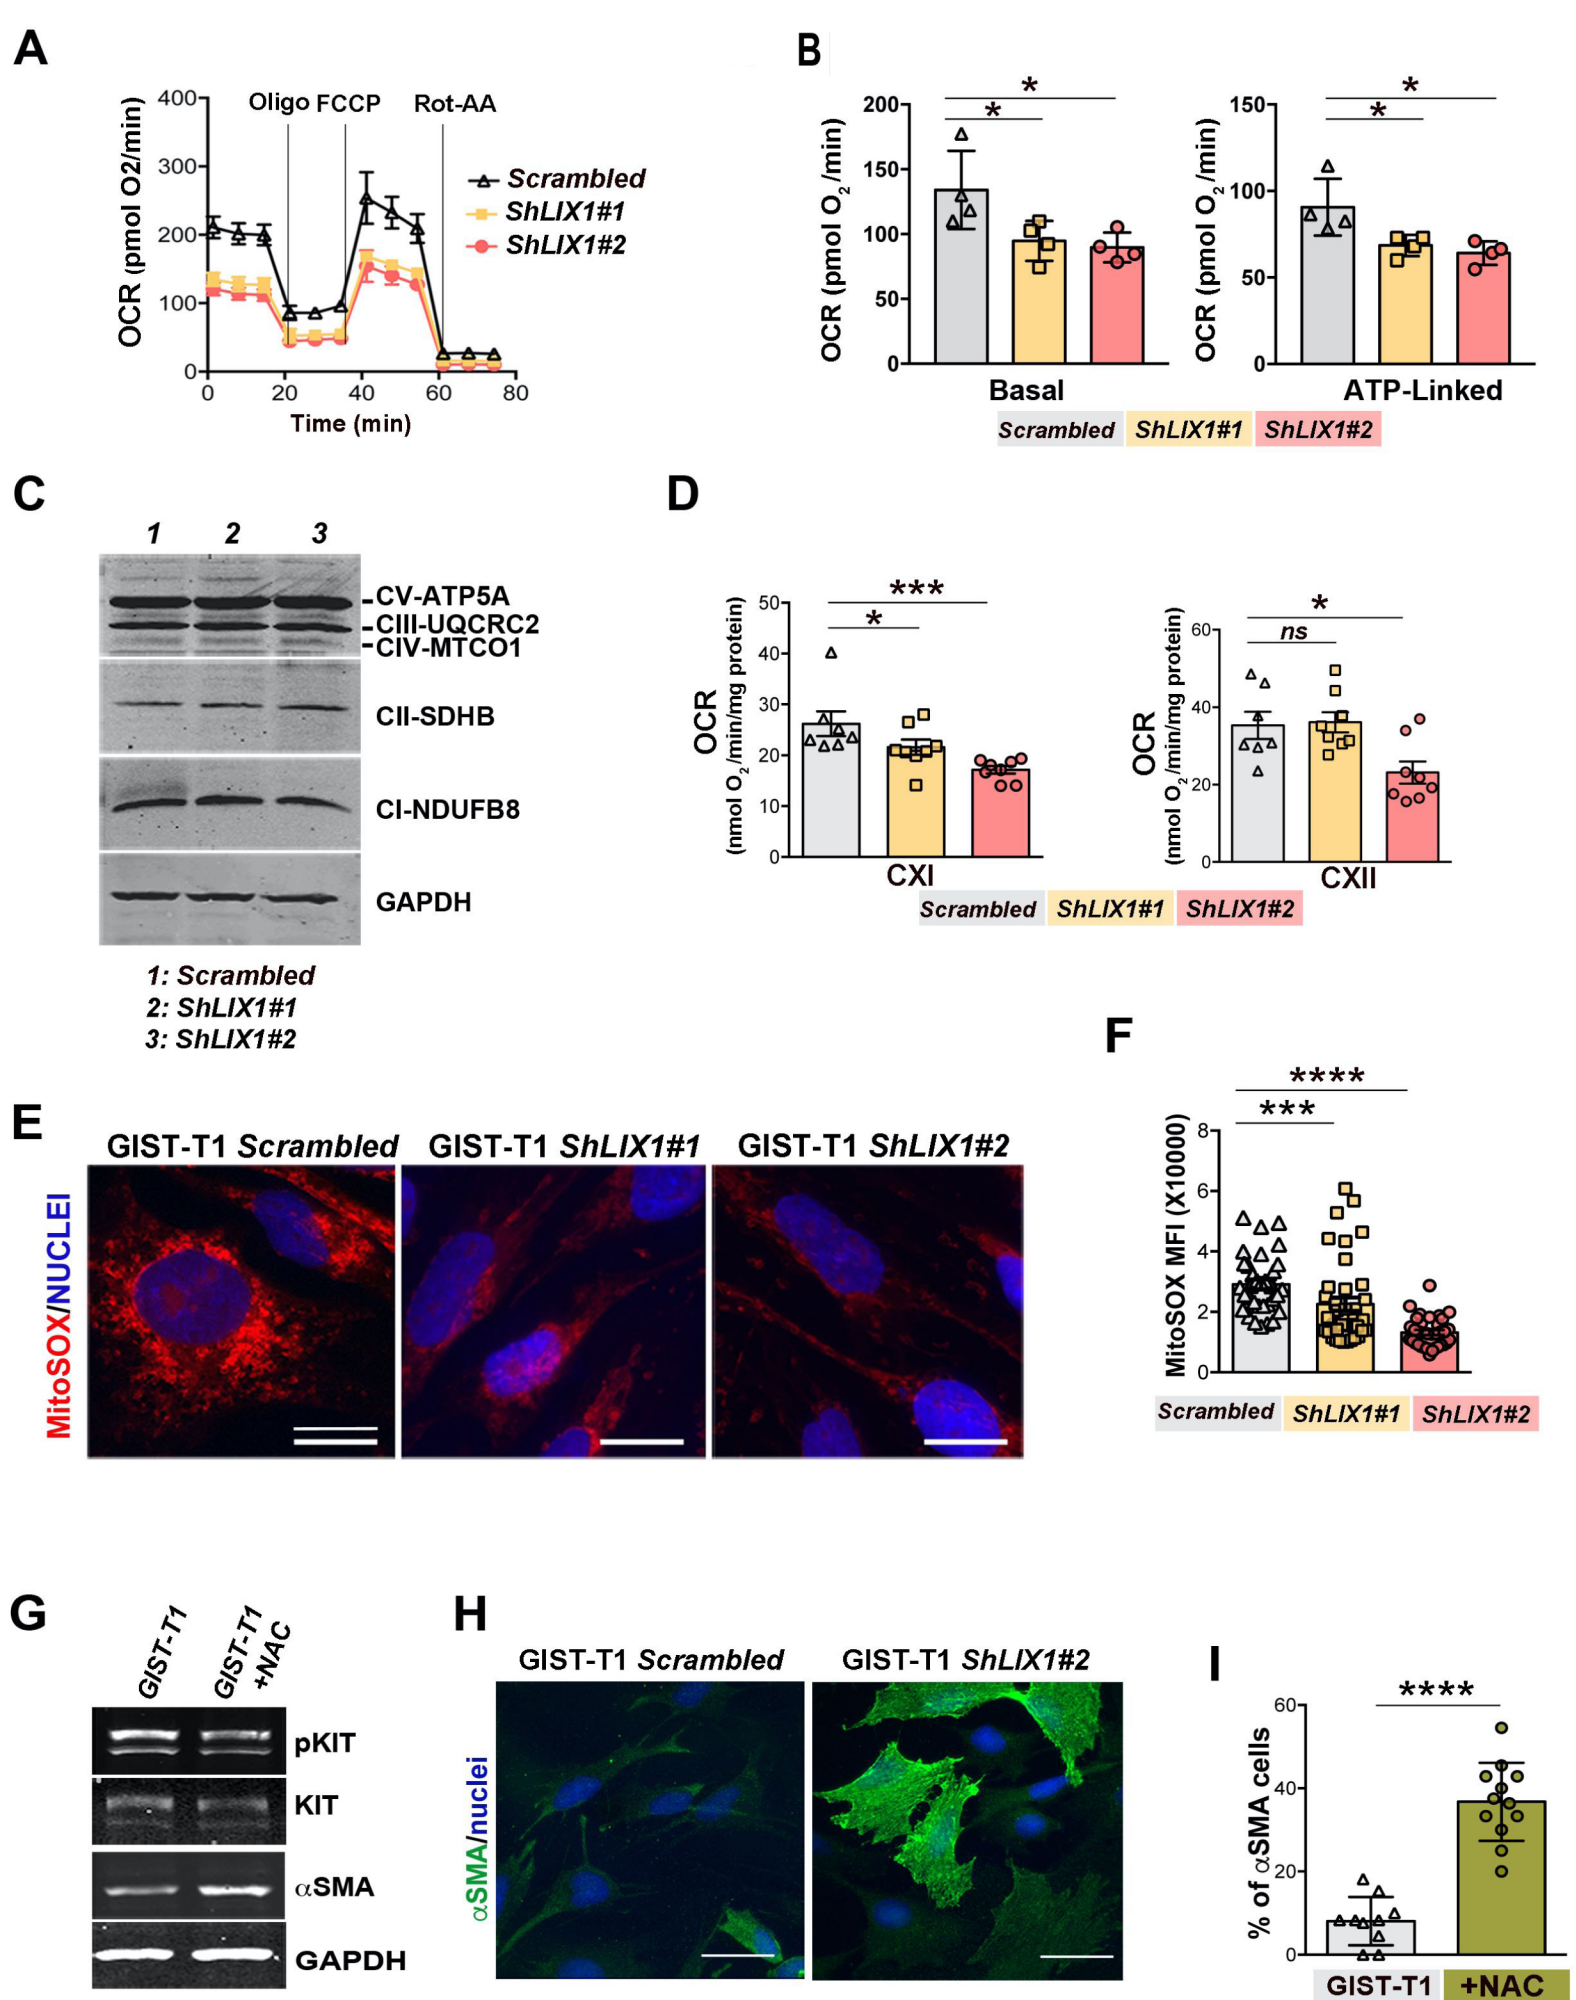 A
400
300
200
100
0
0 20 40 60 80
OCR (pmol O2/min)
Time (min)
Oligo FCCP Rot-AA
Scrambled
ShLIX1#1
ShLIX1#2
B
OCR (pmol O2/min)
200
150
100
50
0
*
*
Basal
OCR (pmol O2/min)
150
100
50
0
*
*
ATP-Linked
Scrambled ShLIX1#1 ShLIX1#2
C
1 2 3
CV-ATP5A
CIII-UQCRC2
CIV-MTCO1
CII-SDHB
CI-NDUFB8
GAPDH
1: Scrambled
2: ShLIX1#1
3: ShLIX1#2
D
OCR
(nmol O2/min/mg protein)
50
40
30
20
10
0
***
*
CXI
OCR
(nmol O2/min/mg protein)
60
40
20
0
*
ns
CXII
Scrambled ShLIX1#1 ShLIX1#2
E
GIST-T1 Scrambled GIST-T1 ShLIX1#1 GIST-T1 ShLIX1#2
MitoSOX/NUCLEI
F
MitoSOX MFI (X10000)
8
6
4
2
0
****
***
Scrambled ShLIX1#1 ShLIX1#2
G
GIST-T1
GIST-T1
+NAC
pKIT
KIT
αSMA
GAPDH
H
GIST-T1 Scrambled GIST-T1 ShLIX1#2
αSMA/nuclei
I
% of αSMA cells
60
40
20
0
****
GIST-T1 +NAC